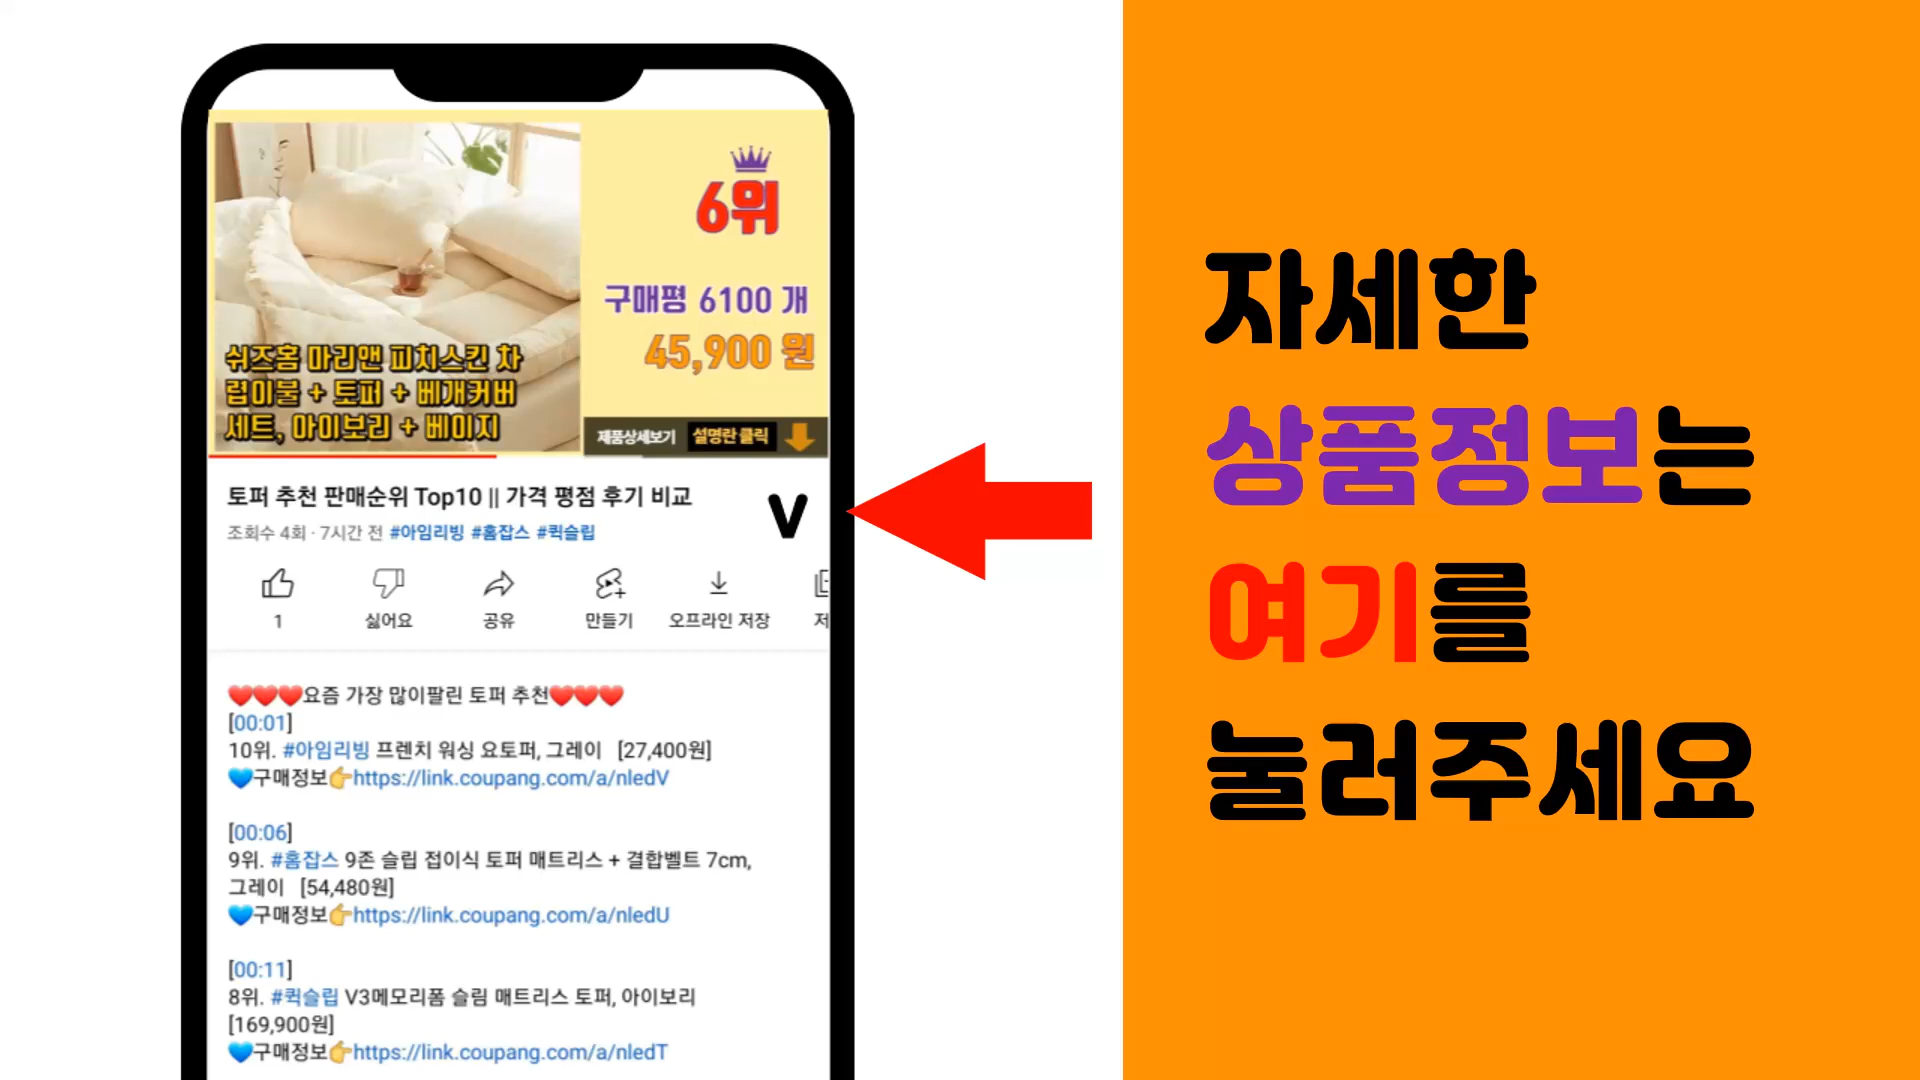 6위
구매평 6100 개
45,900 원
쉬즈홈 마리앤 피치스킨 차
렵이불 + 토퍼 + 베개커버
세트, 아이보리 + 베이지
제품상세보기 설명란 클릭
토퍼 추천 판매순위 Top10 || 가격 평점 후기 비교
V
조회수 4회 · 7시간 전 #아임리빙 #홈잡스 #퀵슬립
1 싫어요 공유 만들기 오프라인 저장 저
❤❤❤요즘 가장 많이팔린 토퍼 추천❤❤❤
[00:01]
10위. #아임리빙 프렌치 워싱 요토퍼, 그레이 [27,400원]
💙구매정보👉https://link.coupang.com/a/nledV
[00:06]
9위. #홈잡스 9존 슬립 접이식 토퍼 매트리스 + 결합벨트 7cm,
그레이 [54,480원]
💙구매정보👉https://link.coupang.com/a/nledU
[00:11]
8위. #퀵슬립 V3메모리폼 슬림 매트리스 토퍼, 아이보리
[169,900원]
💙구매정보👉https://link.coupang.com/a/nledT
자세한
상품정보는
여기를
눌러주세요